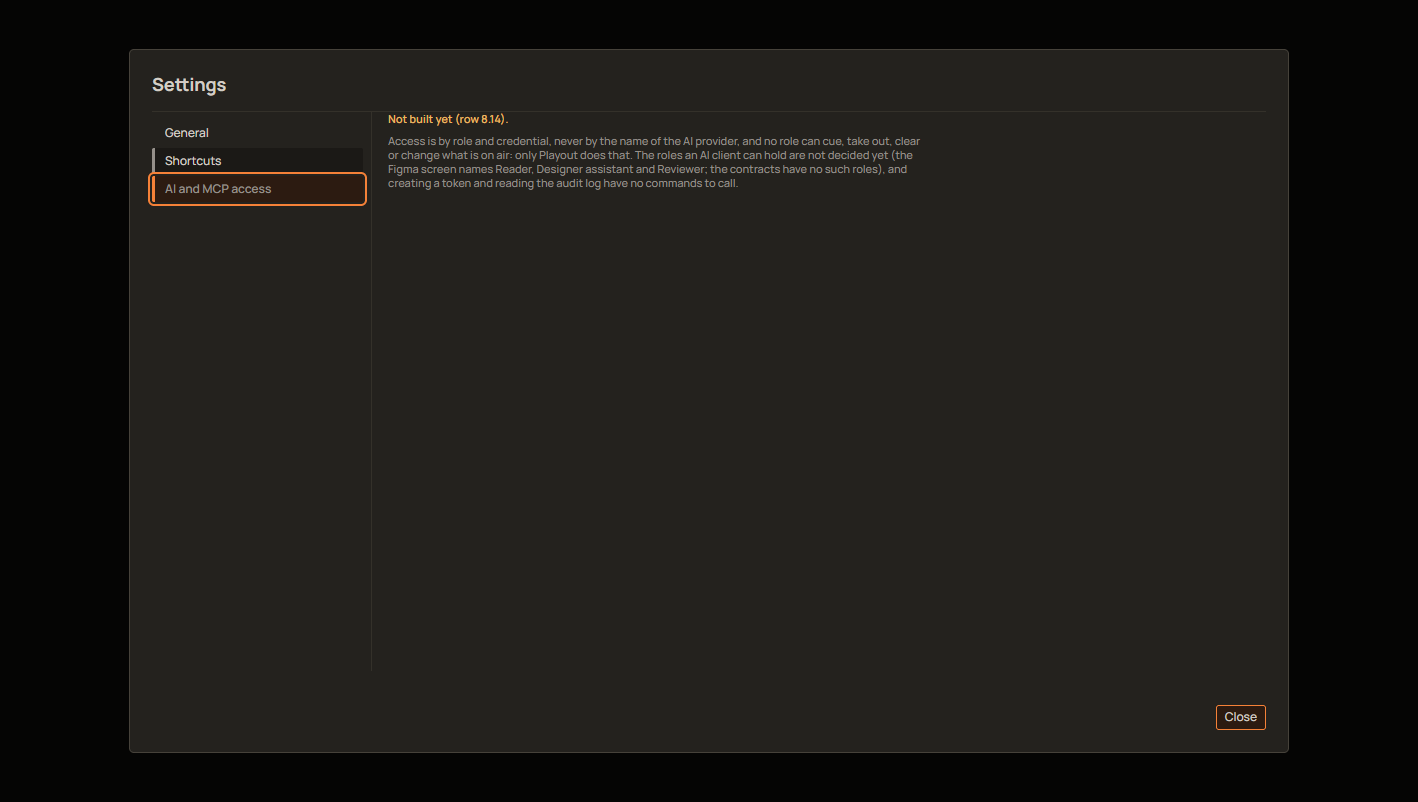 Settings
General
Shortcuts
AI and MCP access
Not built yet (row 8.14).
Access is by role and credential, never by the name of the AI provider, and no role can cue, take out, clear
or change what is on air: only Playout does that. The roles an AI client can hold are not decided yet (the
Figma screen names Reader, Designer assistant and Reviewer; the contracts have no such roles), and
creating a token and reading the audit log have no commands to call.
Close